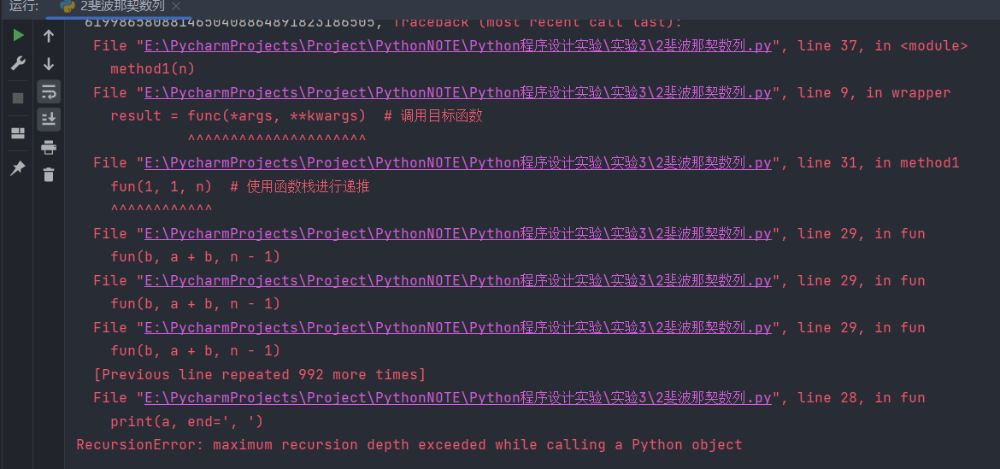 运行: 2斐波那契数列 ×
6199865808814650408864891823186505, Traceback (most recent call last):
File "E:\PycharmProjects\Project\PythonNOTE\Python程序设计实验\实验3\2斐波那契数列.py", line 37, in <module>
method1(n)
File "E:\PycharmProjects\Project\PythonNOTE\Python程序设计实验\实验3\2斐波那契数列.py", line 9, in wrapper
result = func(*args, **kwargs)  # 调用目标函数
^^^^^^^^^^^^^^^^^^^^^
File "E:\PycharmProjects\Project\PythonNOTE\Python程序设计实验\实验3\2斐波那契数列.py", line 31, in method1
fun(1, 1, n)  # 使用函数栈进行递推
^^^^^^^^^^^^
File "E:\PycharmProjects\Project\PythonNOTE\Python程序设计实验\实验3\2斐波那契数列.py", line 29, in fun
fun(b, a + b, n - 1)
File "E:\PycharmProjects\Project\PythonNOTE\Python程序设计实验\实验3\2斐波那契数列.py", line 29, in fun
fun(b, a + b, n - 1)
File "E:\PycharmProjects\Project\PythonNOTE\Python程序设计实验\实验3\2斐波那契数列.py", line 29, in fun
fun(b, a + b, n - 1)
[Previous line repeated 992 more times]
File "E:\PycharmProjects\Project\PythonNOTE\Python程序设计实验\实验3\2斐波那契数列.py", line 28, in fun
print(a, end=', ')
RecursionError: maximum recursion depth exceeded while calling a Python object